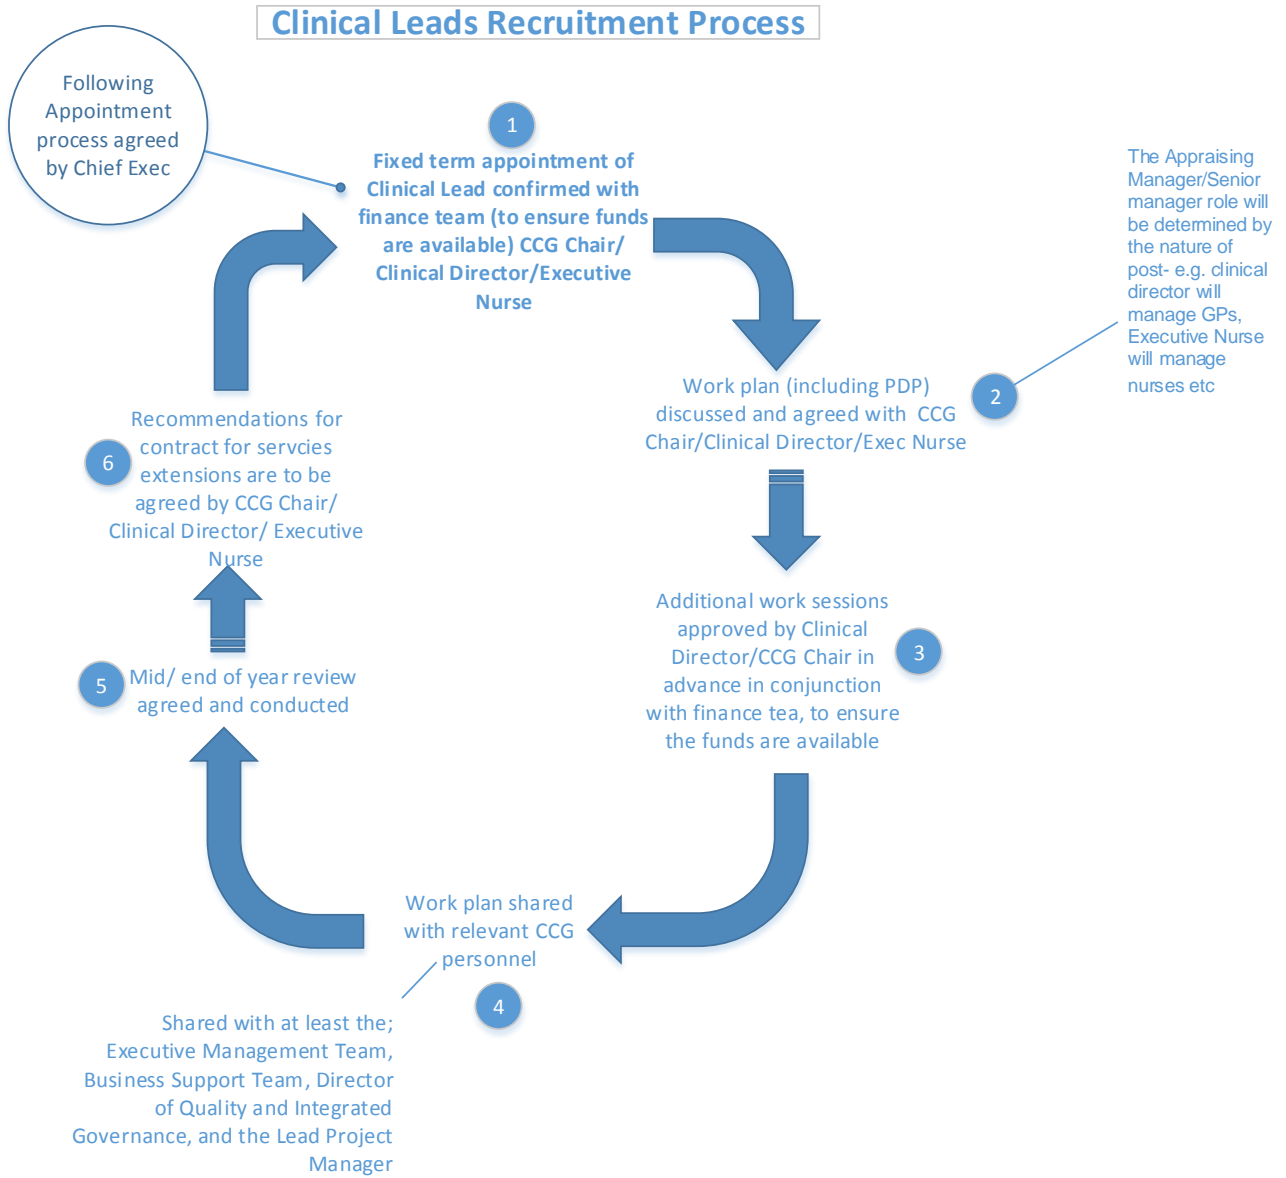 Clinical Leads Recruitment Process
Following
Appointment
process agreed
by Chief Exec
1
Fixed term appointment of
Clinical Lead confirmed with
finance team (to ensure funds
are available) CCG Chair/
Clinical Director/Executive
Nurse
The Appraising
Manager/Senior
manager role will
be determined by
the nature of
post- e.g. clinical
director will
manage GPs,
Executive Nurse
will manage
nurses etc
2
Work plan (including PDP)
discussed and agreed with CCG
Chair/Clinical Director/Exec Nurse
Additional work sessions
approved by Clinical
Director/CCG Chair in
advance in conjunction
with finance tea, to ensure
the funds are available
3
Work plan shared
with relevant CCG
personnel
4
Shared with at least the;
Executive Management Team,
Business Support Team, Director
of Quality and Integrated
Governance, and the Lead Project
Manager
5
Mid/ end of year review
agreed and conducted
6
Recommendations for
contract for servcies
extensions are to be
agreed by CCG Chair/
Clinical Director/ Executive
Nurse